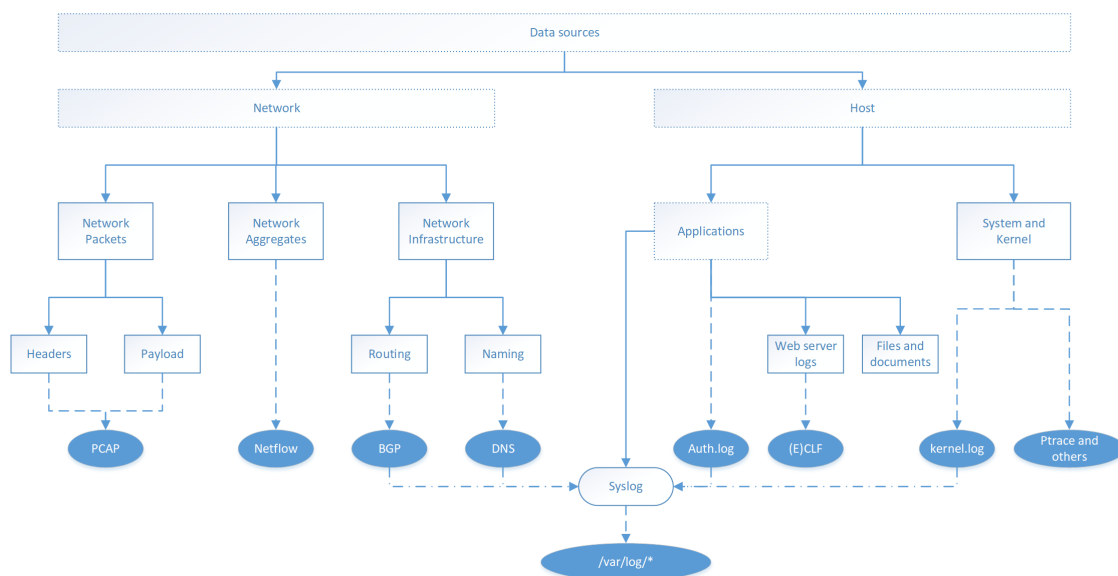 Data sources
Network
Host
Network
Packets
Network
Aggregates
Network
Infrastructure
Applications
System and
Kernel
Headers
Payload
Routing
Naming
Web server
logs
Files and
documents
PCAP
Netflow
BGP
DNS
Auth.log
(E)CLF
kernel.log
Ptrace and
others
Syslog
/var/log/*